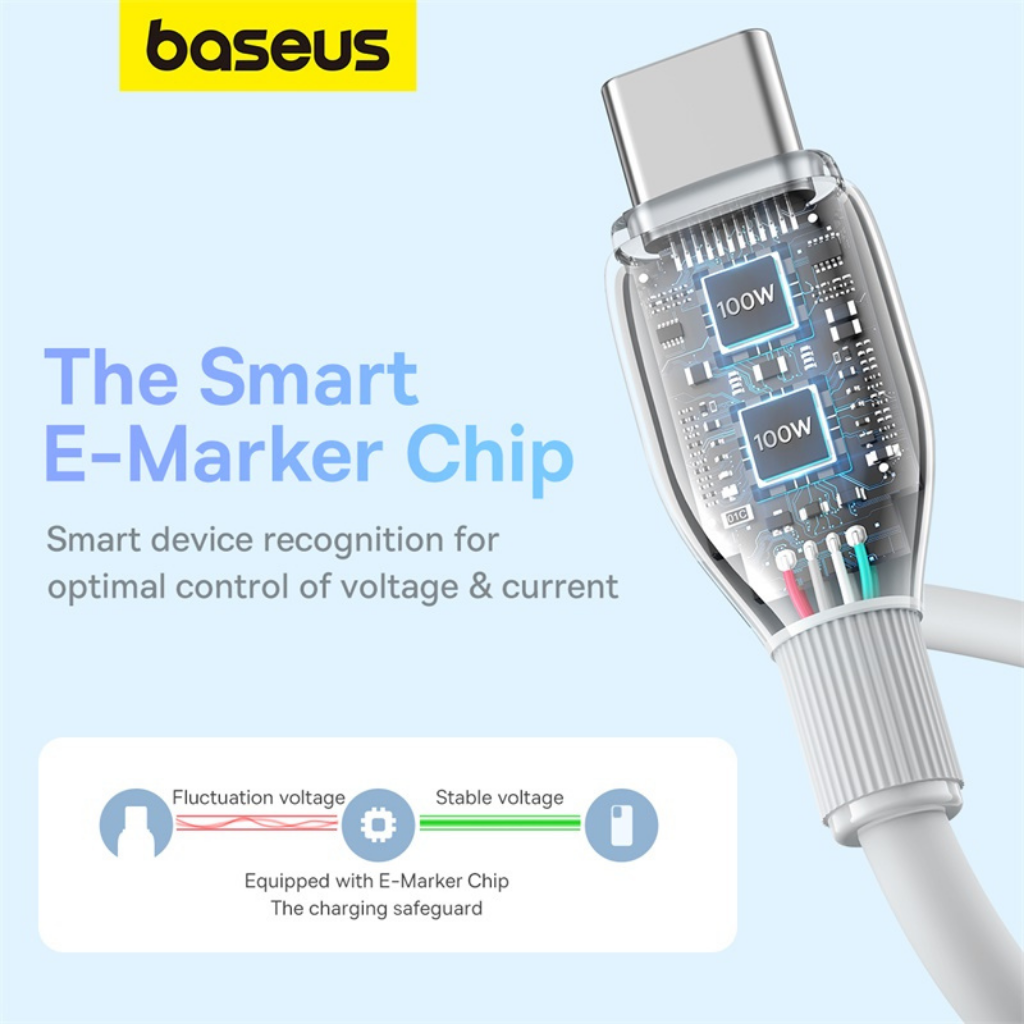 baseus
100W
100W
01C
The Smart
E-Marker Chip
Smart device recognition for
optimal control of voltage & current
Fluctuation voltage
Stable voltage
Equipped with E-Marker Chip
The charging safeguard